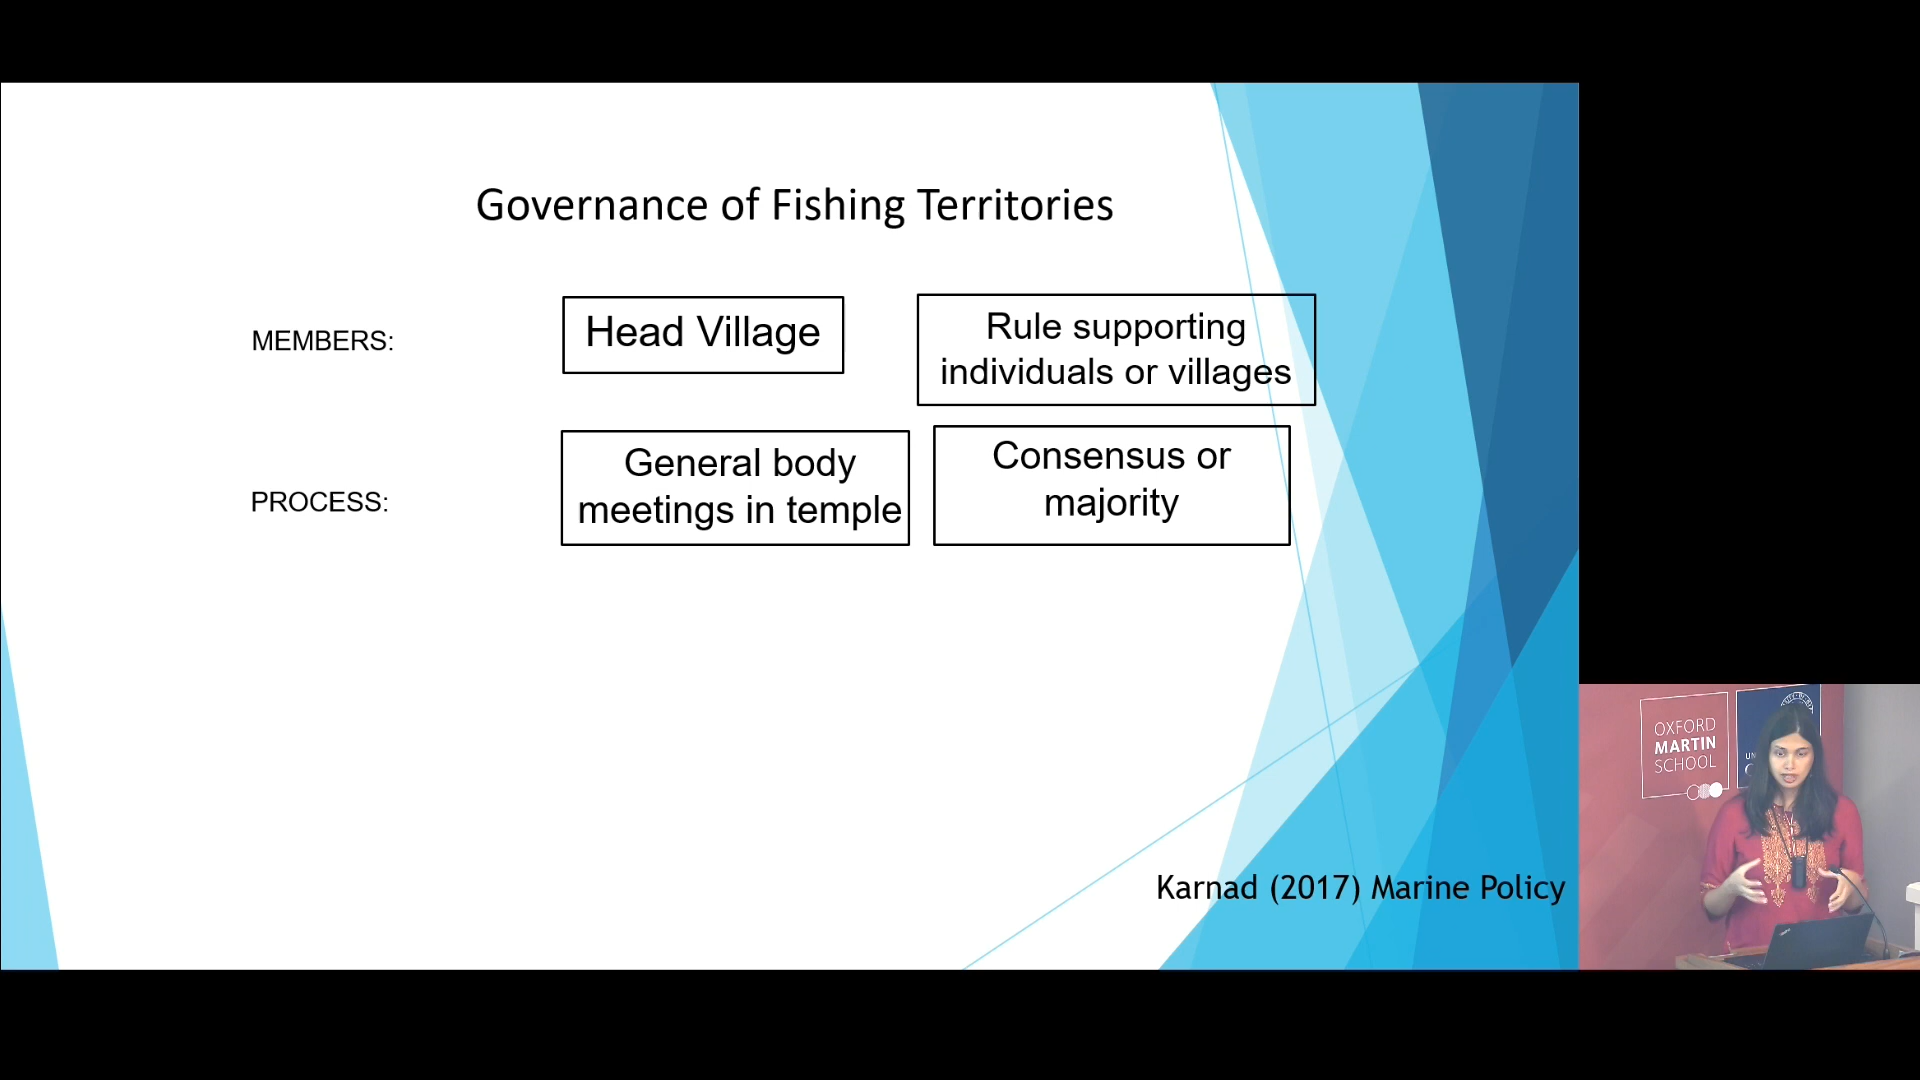 Governance of Fishing Territories
MEMBERS:
Head Village
Rule supporting
individuals or villages
PROCESS:
General body
meetings in temple
Consensus or
majority
Karnad (2017) Marine Policy
OXFORD
MARTIN
SCHOOL